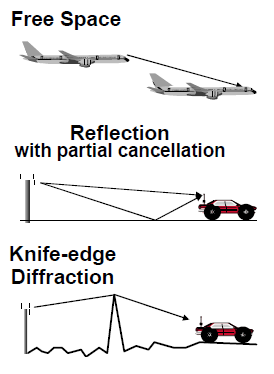 Free Space
Reflection
with partial cancellation
Knife-edge
Diffraction